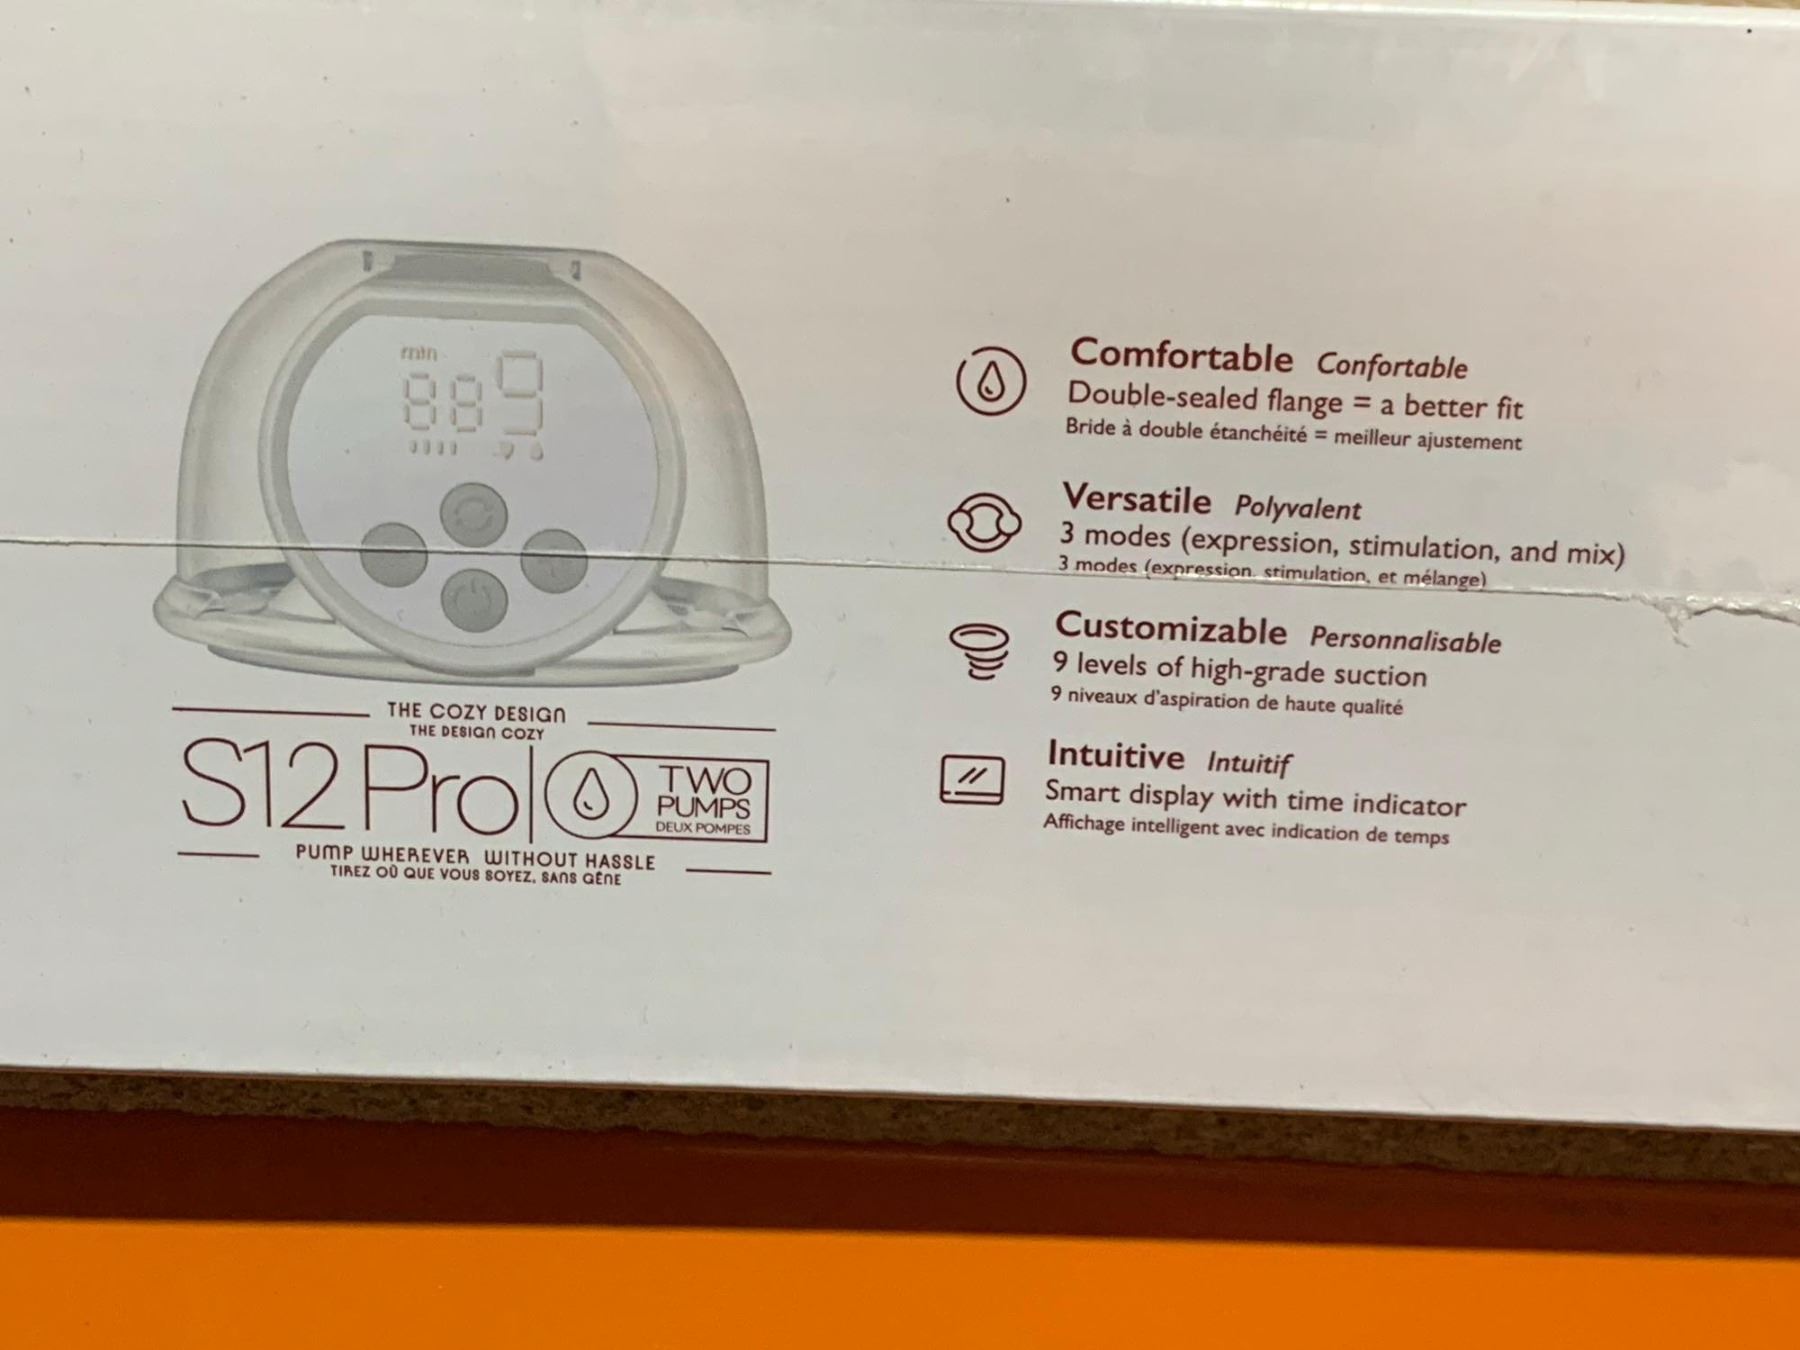 min
889
THE COZY DESIGN
THE DESIGN COZY
S12 Pro
TWO
PUMPS
DEUX POMPES
PUMP WHEREVER WITHOUT HASSLE
TIREZ OÙ QUE VOUS SOYEZ, SANS GÊNE
Comfortable Confortable
Double-sealed flange = a better fit
Bride à double étanchéité = meilleur ajustement
Versatile Polyvalent
3 modes (expression, stimulation, and mix)
3 modes (expression, stimulation, et mélange)
Customizable Personnalisable
9 levels of high-grade suction
9 niveaux d'aspiration de haute qualité
Intuitive Intuitif
Smart display with time indicator
Affichage intelligent avec indication de temps